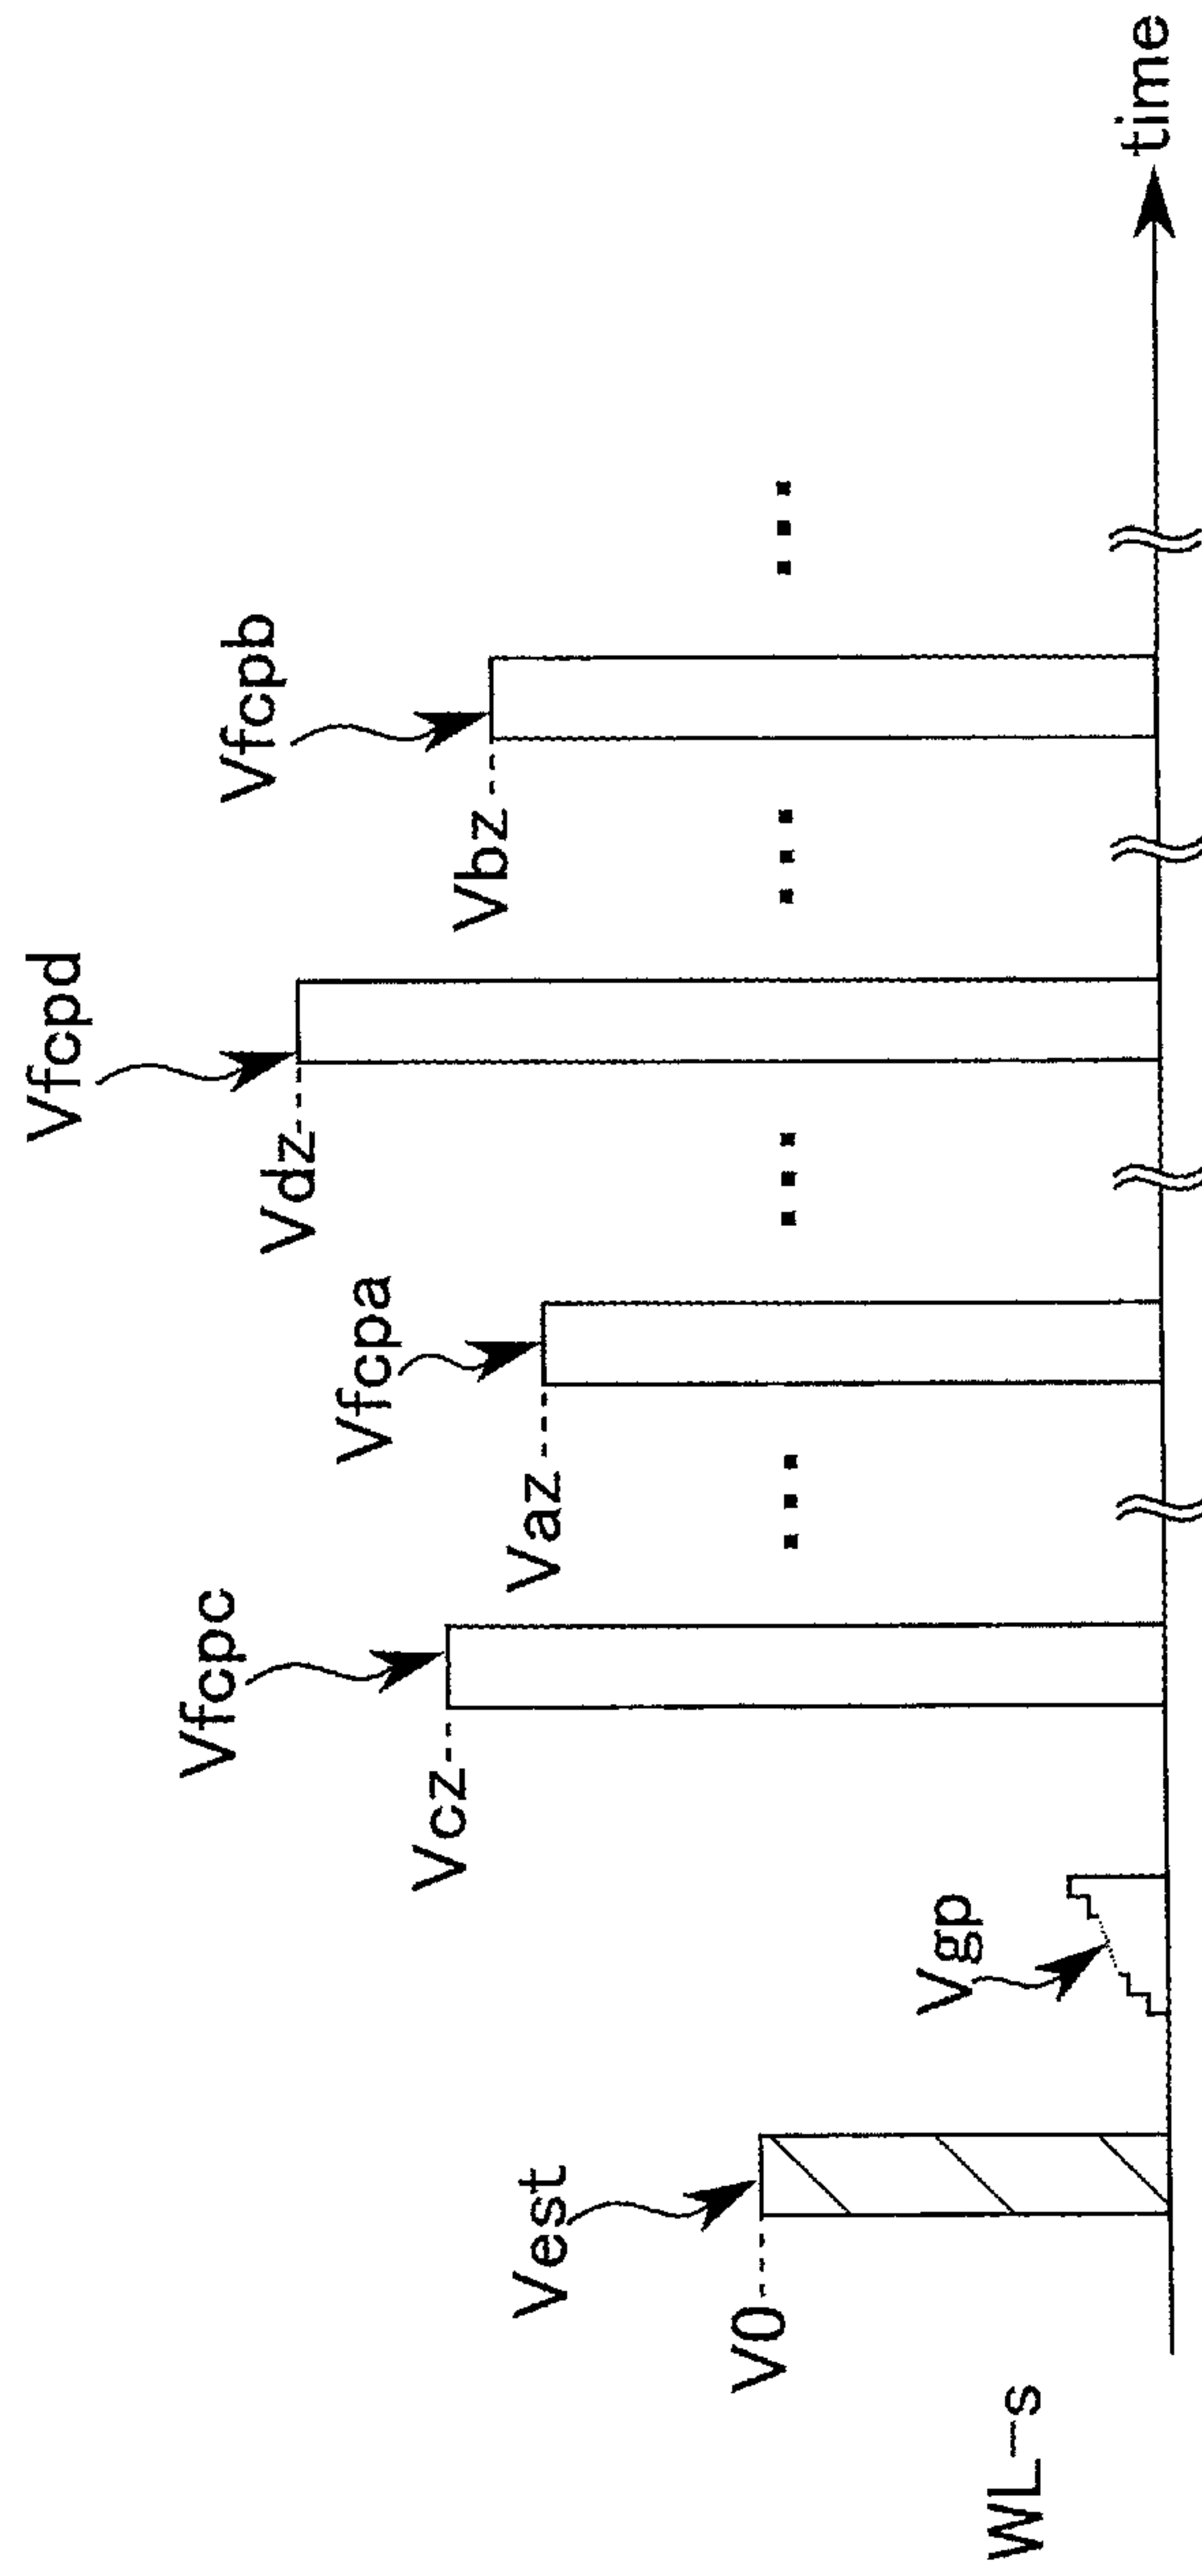 WL-s
V0
Vest
Vgp
Vcz
Vfcpc
Vaz
Vfcpa
Vdz
Vfcpd
Vbz
Vfcpb
time